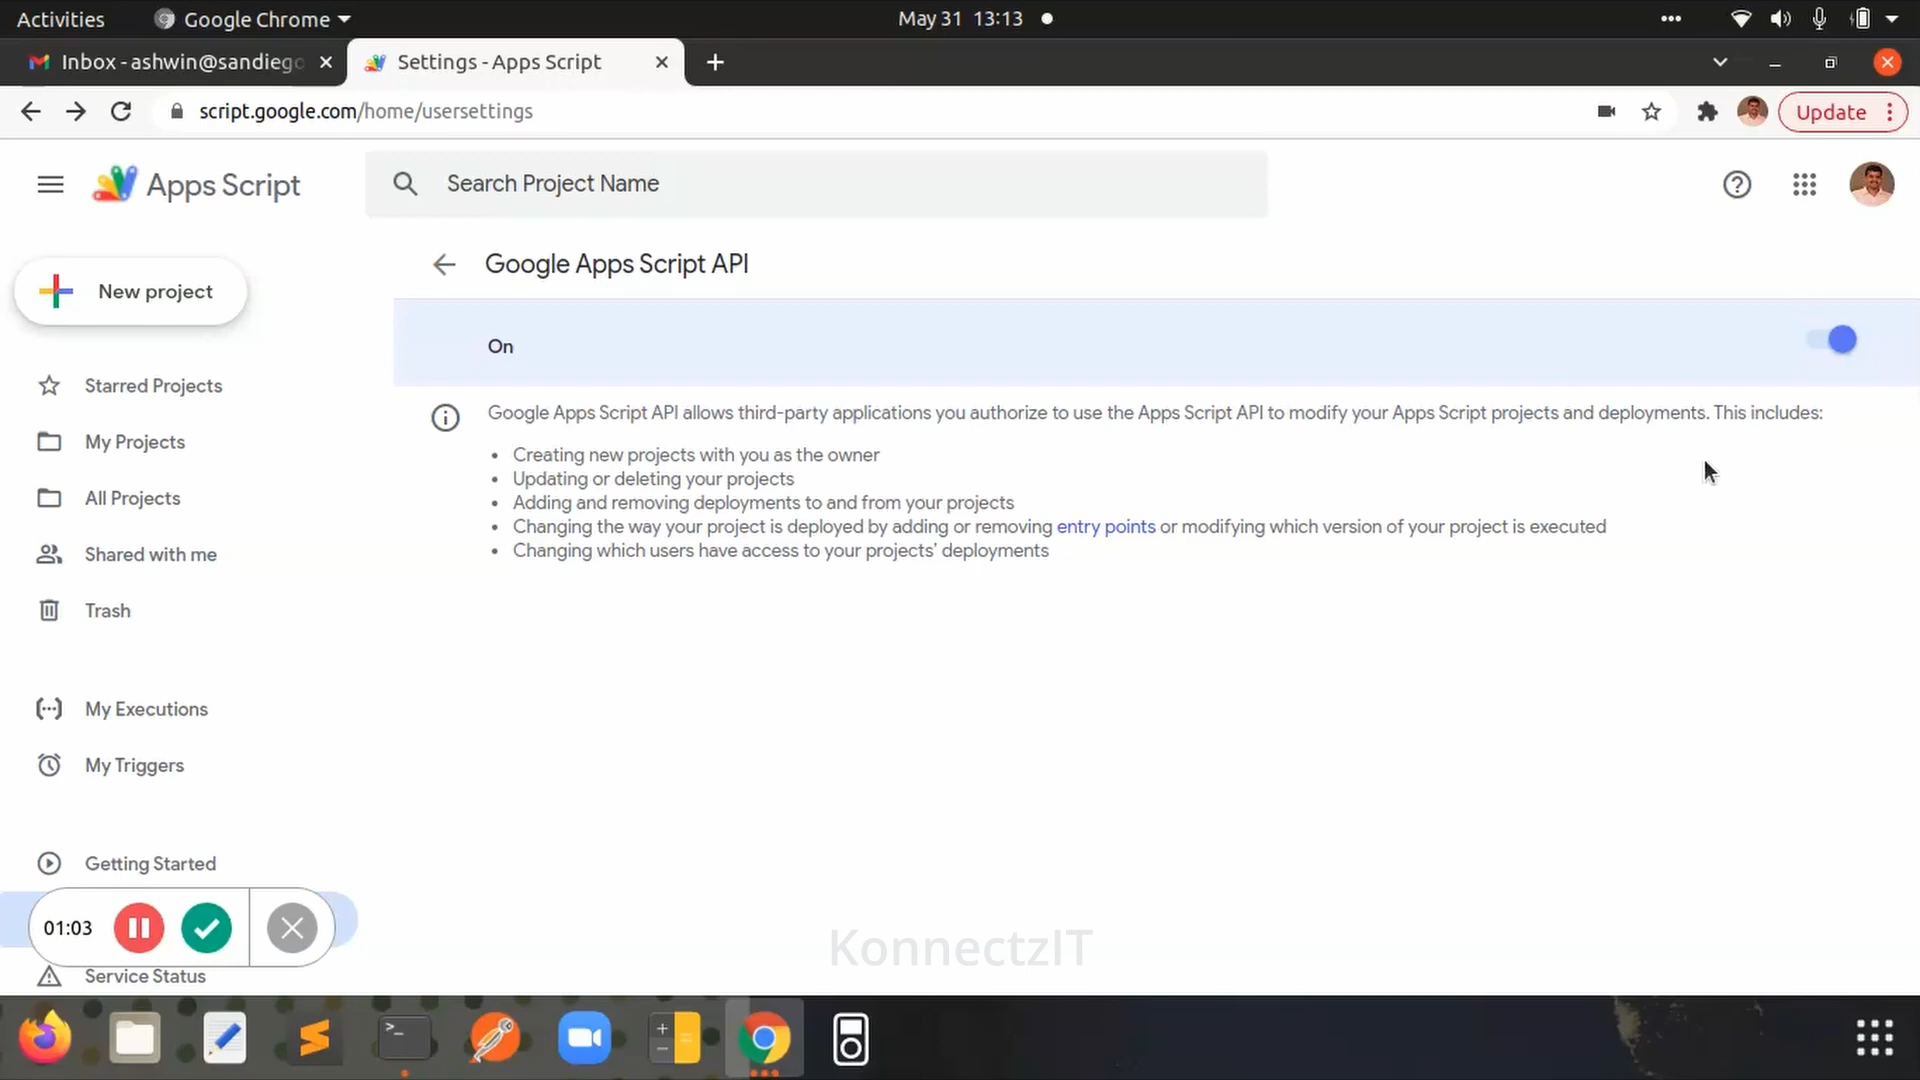 Activities
Google Chrome
May 31 13:13
Inbox - ashwin@sandiego
Settings - Apps Script
script.google.com/home/usersettings
Update
Apps Script
Search Project Name
New project
Google Apps Script API
On
Starred Projects
My Projects
All Projects
Shared with me
Trash
My Executions
My Triggers
Getting Started
Google Apps Script API allows third-party applications you authorize to use the Apps Script API to modify your Apps Script projects and deployments. This includes:
• Creating new projects with you as the owner
• Updating or deleting your projects
• Adding and removing deployments to and from your projects
• Changing the way your project is deployed by adding or removing entry points or modifying which version of your project is executed
• Changing which users have access to your projects' deployments
01:03
Service Status
KonnectzIT